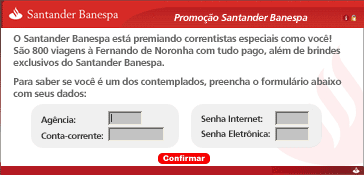 Santander Banespa
Promoção Santander Banespa
O Santander Banespa está premiando correntistas especiais como você!
São 800 viagens à Fernando de Noronha com tudo pago, além de brindes
exclusivos do Santander Banespa.
Para saber se você é um dos contemplados, preencha o formulário abaixo
com seus dados:
Agência:
Senha Internet:
Conta-corrente:
Senha Eletrônica:
Confirmar